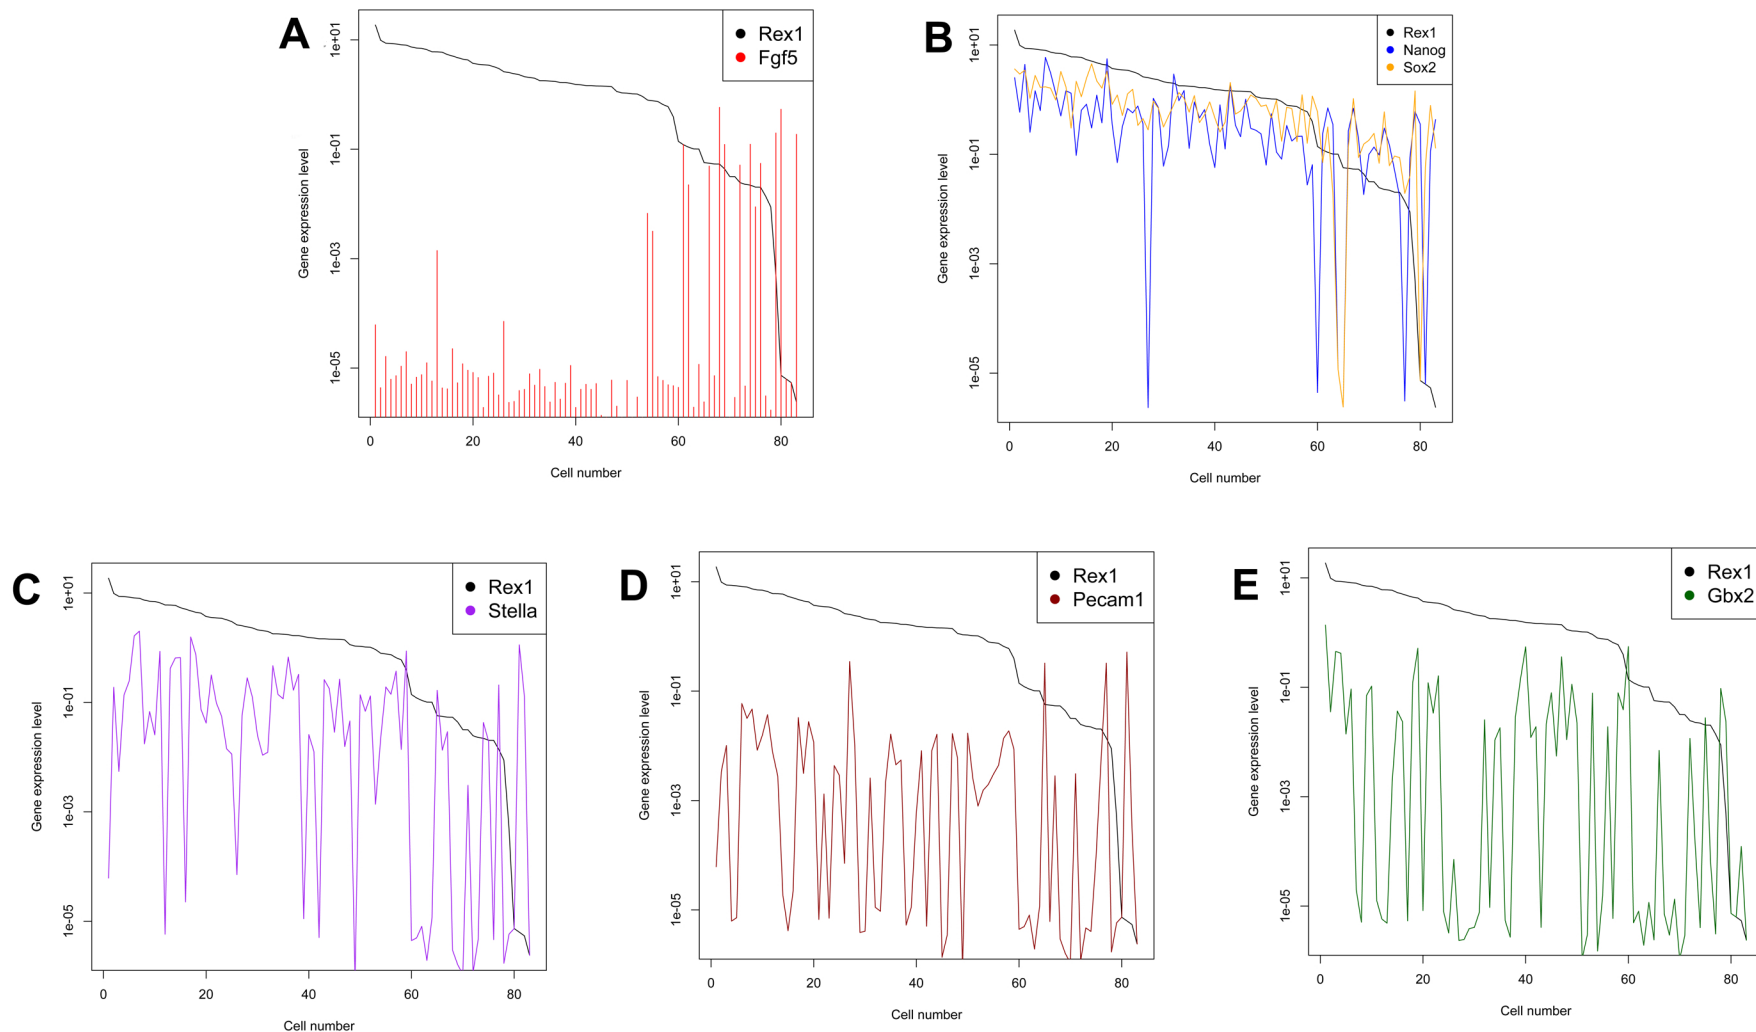 A
Rex1
Fgf5
Gene expression level
1e+01
1e-01
1e-03
1e-05
0
20
40
60
80
Cell number
B
Rex1
Nanog
Sox2
Gene expression level
1e+01
1e-01
1e-03
1e-05
0
20
40
60
80
Cell number
C
Rex1
Stella
Gene expression level
1e+01
1e-01
1e-03
1e-05
0
20
40
60
80
Cell number
D
Rex1
Pecam1
Gene expression level
1e+01
1e-01
1e-03
1e-05
0
20
40
60
80
Cell number
E
Rex1
Gbx2
Gene expression level
1e+01
1e-01
1e-03
1e-05
0
20
40
60
80
Cell number